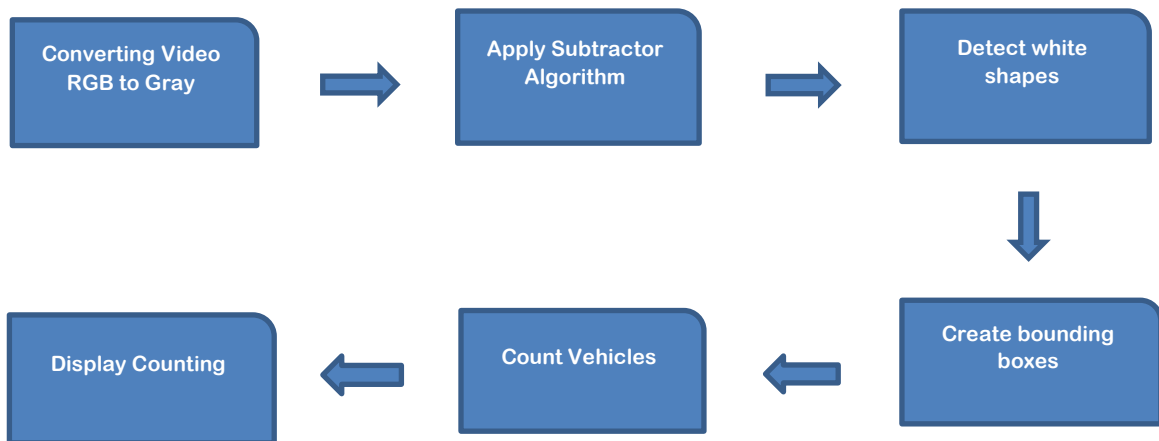 Converting Video
RGB to Gray
Apply Subtractor
Algorithm
Detect white
shapes
Create bounding
boxes
Count Vehicles
Display Counting